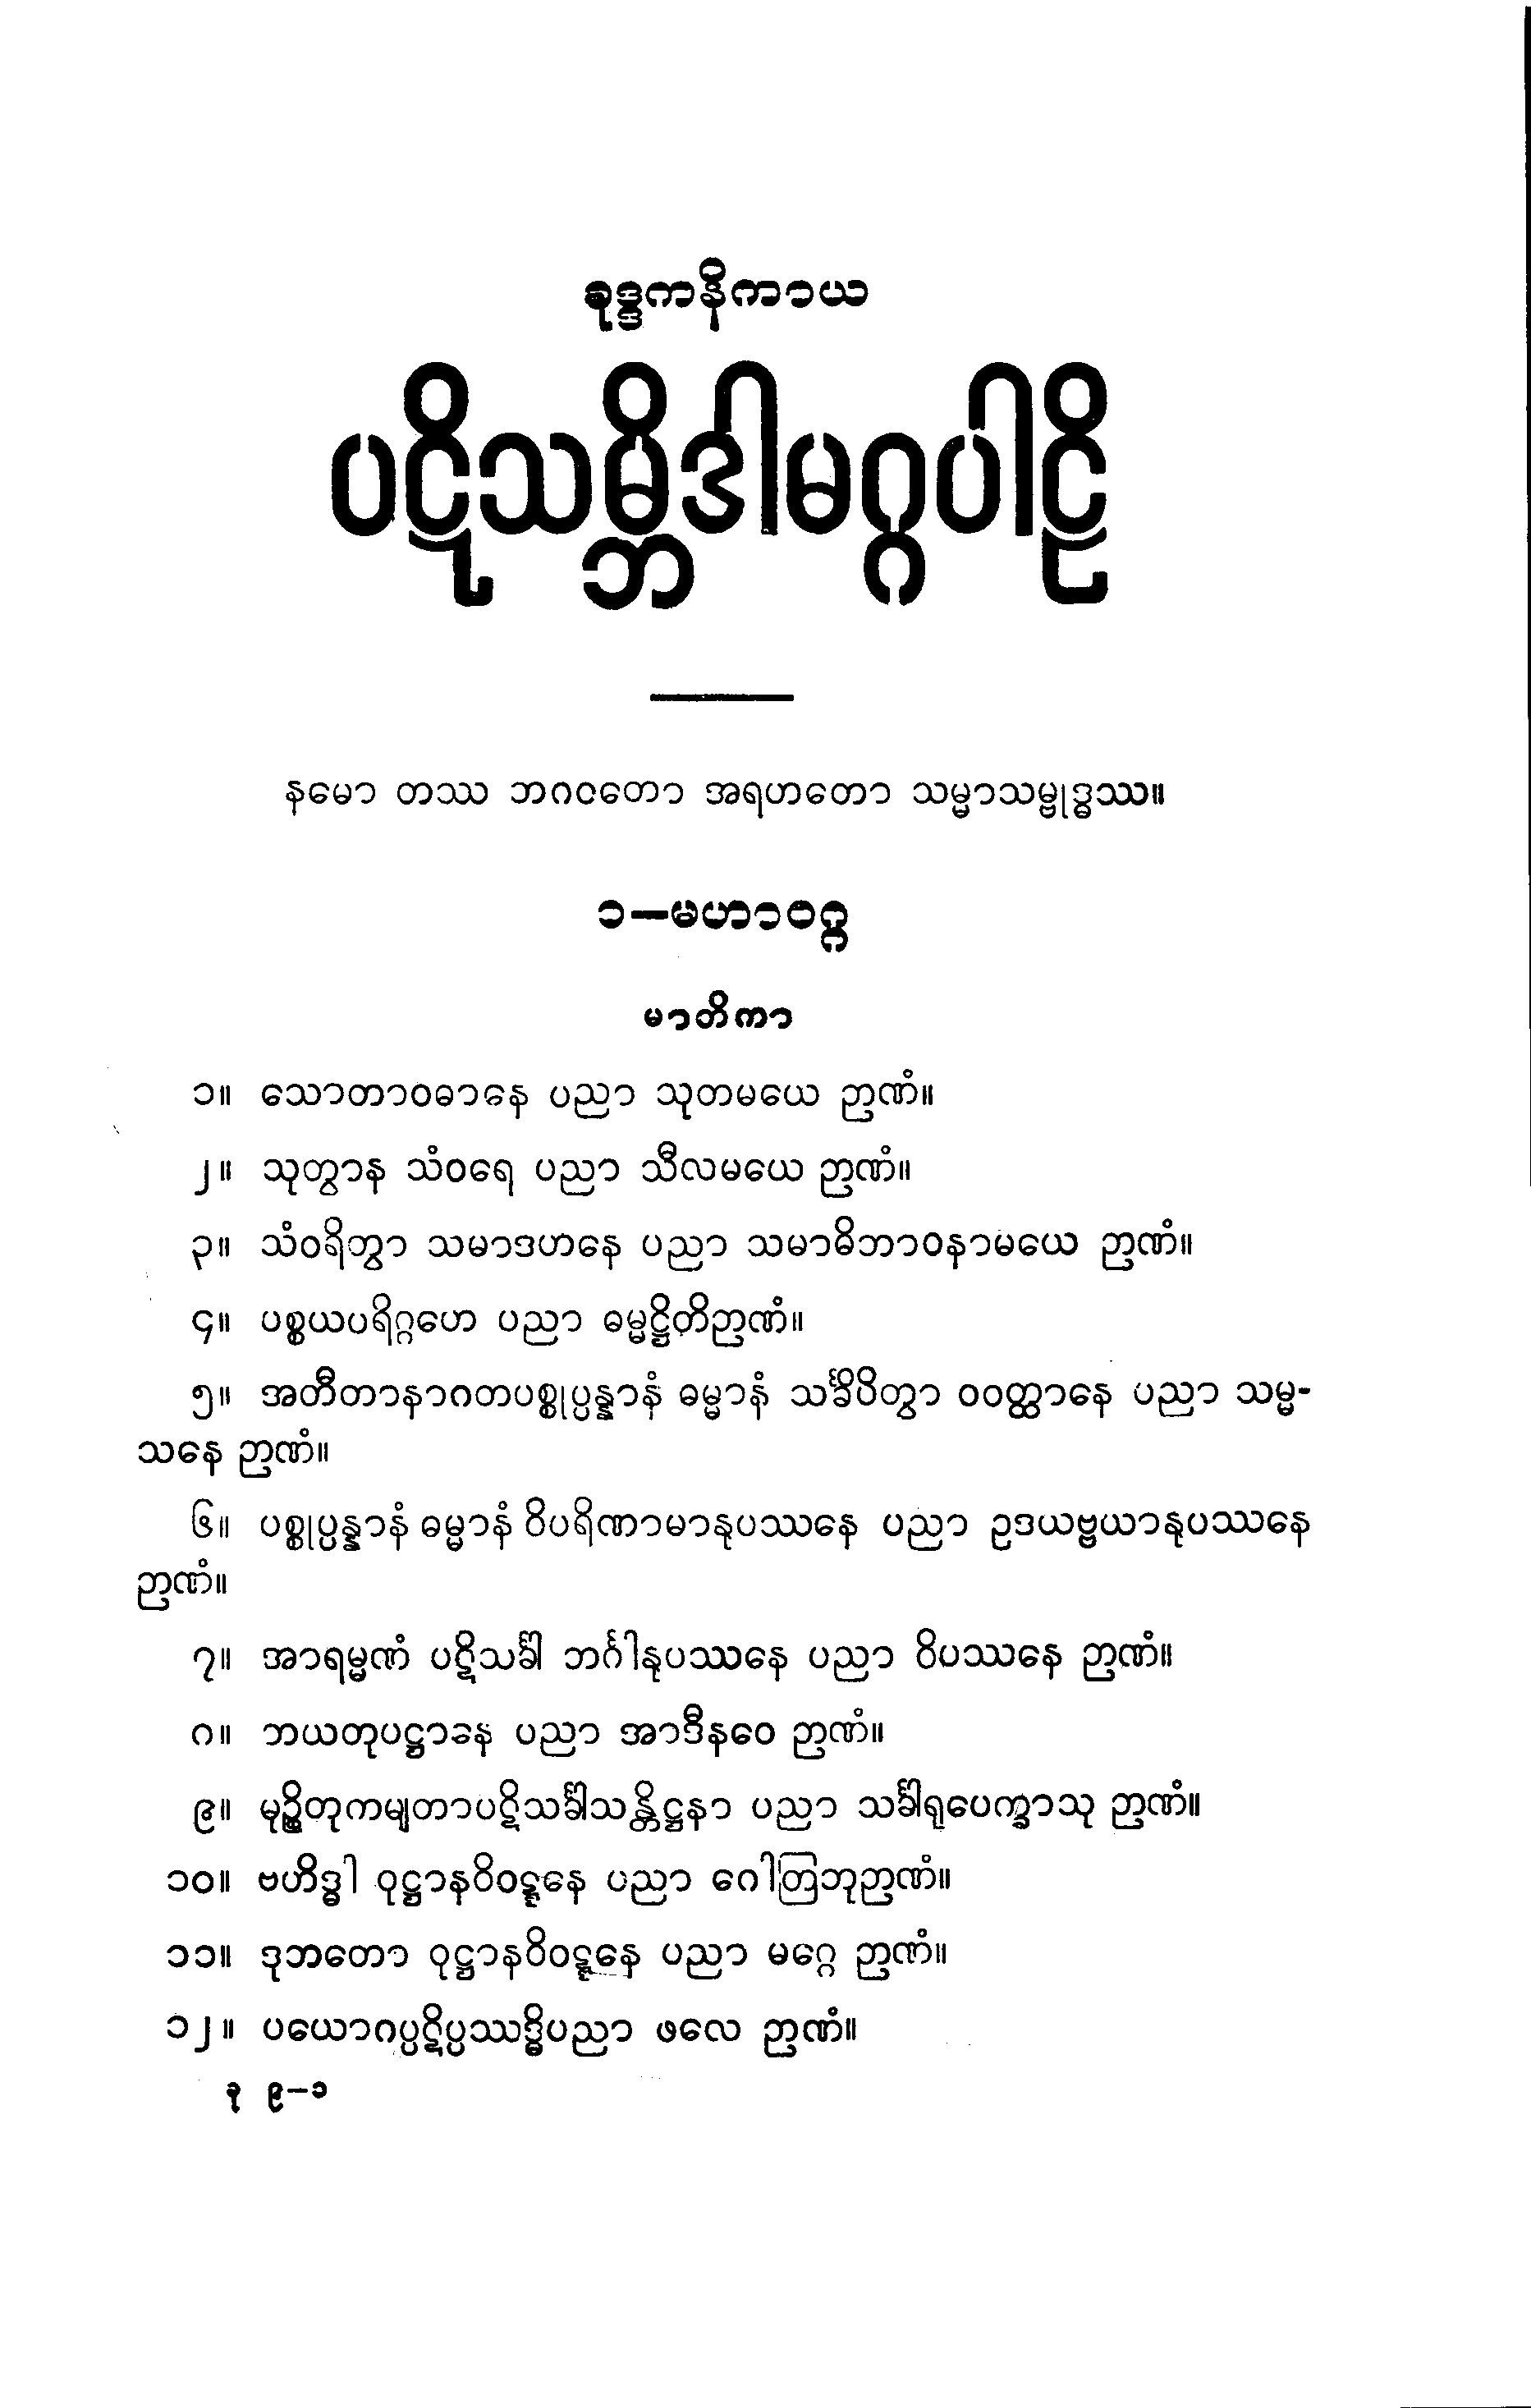 ခုဒ္ဒကနိကာယ
ပဋိသမ္ဘိဒါမဂ္ဂပါဠိ
နမော တဿ ဘဂဝတော အရဟတော သမ္မာသမ္ဗုဒ္ဓဿ။
၁—မဟာဝဂ္ဂ
မာတိကာ
၁။ သောတာဝဓာနေ ပညာ သုတမယေ ဉာဏံ။
၂။ သုတွာန သံဝရေ ပညာ သီလမယေ ဉာဏံ။
၃။ သံဝရိတွာ သမာဒဟနေ ပညာ သမာဓိဘာဝနာမယေ ဉာဏံ။
၄။ ပစ္စယပရိဂ္ဂဟေ ပညာ ဓမ္မဋ္ဌိတိဉာဏံ။
၅။ အတီတာနာဂတပစ္စုပ္ပန္နာနံ ဓမ္မာနံ သင်္ခိပိတွာ ဝဝတ္ထာနေ ပညာ သမ္မ-
သနေ ဉာဏံ။
၆။ ပစ္စုပ္ပန္နာနံ ဓမ္မာနံ ဝိပရိဏာမာနုပဿနေ ပညာ ဥဒယဗ္ဗယာနုပဿနေ
ဉာဏံ။
၇။ အာရမ္မဏံ ပဋိသင်္ခါ ဘင်္ဂါနုပဿနေ ပညာ ဝိပဿနေ ဉာဏံ။
၈။ ဘယတုပဋ္ဌာနေ ပညာ အာဒီနဝေ ဉာဏံ။
၉။ မုဉ္စိတုကမျတာပဋိသင်္ခါသန္တိဋ္ဌနာ ပညာ သင်္ခါရုပေက္ခာသု ဉာဏံ။
၁၀။ ဗဟိဒ္ဓါ ဝုဋ္ဌာနဝိဝဋ္ဋနေ ပညာ ဂေါတြဘုဉာဏံ။
၁၁။ ဒုဘတော ဝုဋ္ဌာနဝိဝဋ္ဋနေ ပညာ မဂ္ဂေ ဉာဏံ။
၁၂။ ပယောဂပ္ပဋိပ္ပဿဒ္ဓိပညာ ဖလေ ဉာဏံ။
ခု ၉-၁